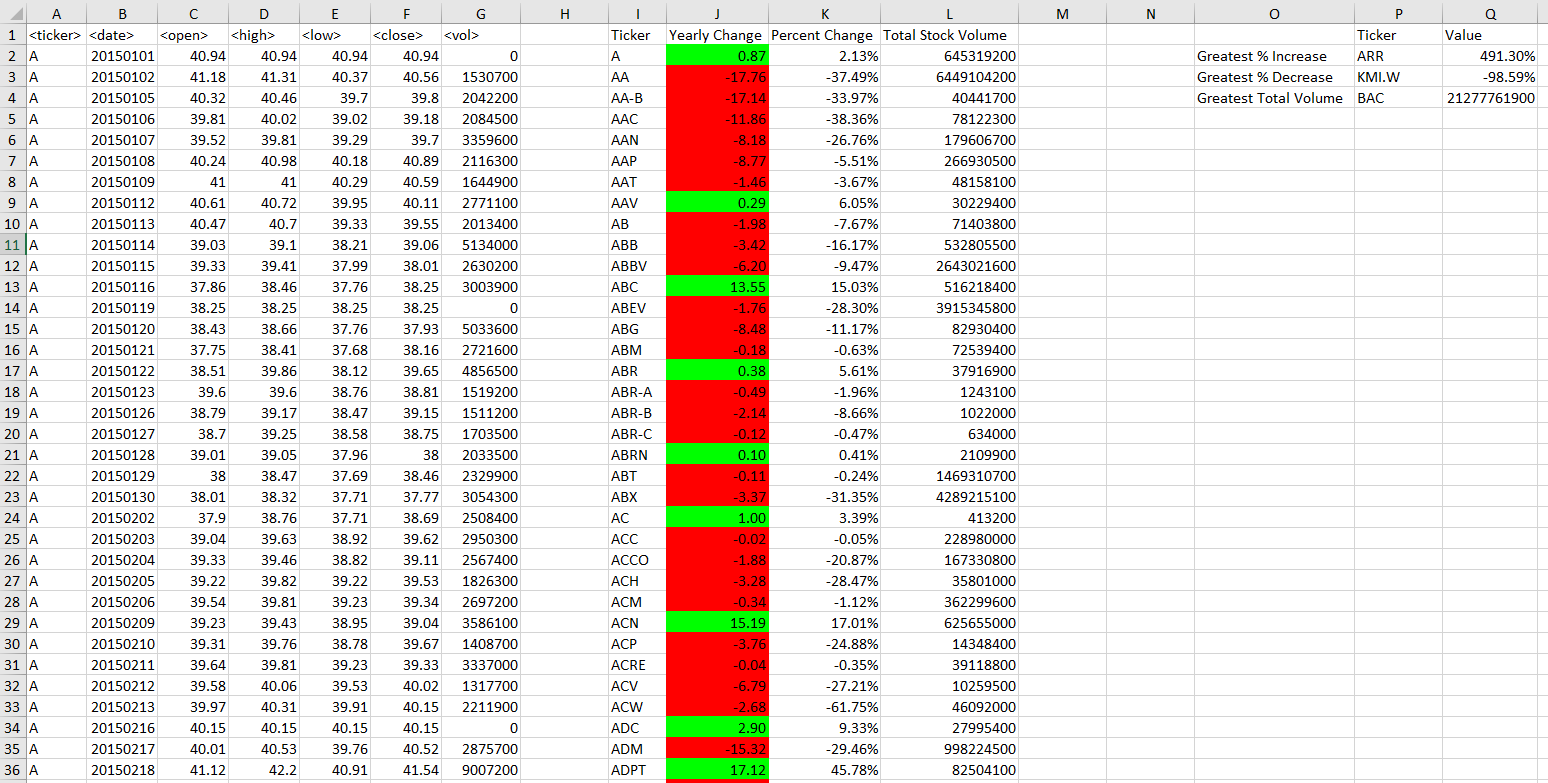 A B C D E F G H I J K L M N O P Q
1 <ticker> <date> <open> <high> <low> <close> <vol> Ticker Yearly Change Percent Change Total Stock Volume Ticker Value
2 A 20150101 40.94 40.94 40.94 40.94 0 A 0.87 2.13% 645319200 Greatest % Increase ARR 491.30%
3 A 20150102 41.18 41.31 40.37 40.56 1530700 AA -17.76 -37.49% 6449104200 Greatest % Decrease KMI.W -98.59%
4 A 20150105 40.32 40.46 39.7 39.8 2042200 AA-B -17.14 -33.97% 40441700 Greatest Total Volume BAC 21277761900
5 A 20150106 39.81 40.02 39.02 39.18 2084500 AAC -11.86 -38.36% 78122300
6 A 20150107 39.52 39.81 39.29 39.7 3359600 AAN -8.18 -26.76% 179606700
7 A 20150108 40.24 40.98 40.18 40.89 2116300 AAP -8.77 -5.51% 266930500
8 A 20150109 41 41 40.29 40.59 1644900 AAT -1.46 -3.67% 48158100
9 A 20150112 40.61 40.72 39.95 40.11 2771100 AAV 0.29 6.05% 30229400
10 A 20150113 40.47 40.7 39.33 39.55 2013400 AB -1.98 -7.67% 71403800
11 A 20150114 39.03 39.1 38.21 39.06 5134000 ABB -3.42 -16.17% 532805500
12 A 20150115 39.33 39.41 37.99 38.01 2630200 ABBV -6.20 -9.47% 2643021600
13 A 20150116 37.86 38.46 37.76 38.25 3003900 ABC 13.55 15.03% 516218400
14 A 20150119 38.25 38.25 38.25 38.25 0 ABEV -1.76 -28.30% 3915345800
15 A 20150120 38.43 38.66 37.76 37.93 5033600 ABG -8.48 -11.17% 82930400
16 A 20150121 37.75 38.41 37.68 38.16 2721600 ABM -0.18 -0.63% 72539400
17 A 20150122 38.51 39.86 38.12 39.65 4856500 ABR 0.38 5.61% 37916900
18 A 20150123 39.6 39.6 38.76 38.81 1519200 ABR-A -0.49 -1.96% 1243100
19 A 20150126 38.79 39.17 38.47 39.15 1511200 ABR-B -2.14 -8.66% 1022000
20 A 20150127 38.7 39.25 38.58 38.75 1703500 ABR-C -0.12 -0.47% 634000
21 A 20150128 39.01 39.05 37.96 38 2033500 ABRN 0.10 0.41% 2109900
22 A 20150129 38 38.47 37.69 38.46 2329900 ABT -0.11 -0.24% 1469310700
23 A 20150130 38.01 38.32 37.71 37.77 3054300 ABX -3.37 -31.35% 4289215100
24 A 20150202 37.9 38.76 37.71 38.69 2508400 AC 1.00 3.39% 413200
25 A 20150203 39.04 39.63 38.92 39.62 2950300 ACC -0.02 -0.05% 228980000
26 A 20150204 39.33 39.46 38.82 39.11 2567400 ACCO -1.88 -20.87% 167330800
27 A 20150205 39.22 39.82 39.22 39.53 1826300 ACH -3.28 -28.47% 35801000
28 A 20150206 39.54 39.81 39.23 39.34 2697200 ACM -0.34 -1.12% 362299600
29 A 20150209 39.23 39.43 38.95 39.04 3586100 ACN 15.19 17.01% 625655000
30 A 20150210 39.31 39.76 38.78 39.67 1408700 ACP -3.76 -24.88% 14348400
31 A 20150211 39.64 39.81 39.23 39.33 3337000 ACRE -0.04 -0.35% 39118800
32 A 20150212 39.58 40.06 39.53 40.02 1317700 ACV -6.79 -27.21% 10259500
33 A 20150213 39.97 40.31 39.91 40.15 2211900 ACW -2.68 -61.75% 46092000
34 A 20150216 40.15 40.15 40.15 40.15 0 ADC 2.90 9.33% 27995400
35 A 20150217 40.01 40.53 39.76 40.52 2875700 ADM -15.32 -29.46% 998224500
36 A 20150218 41.12 42.2 40.91 41.54 9007200 ADPT 17.12 45.78% 82504100